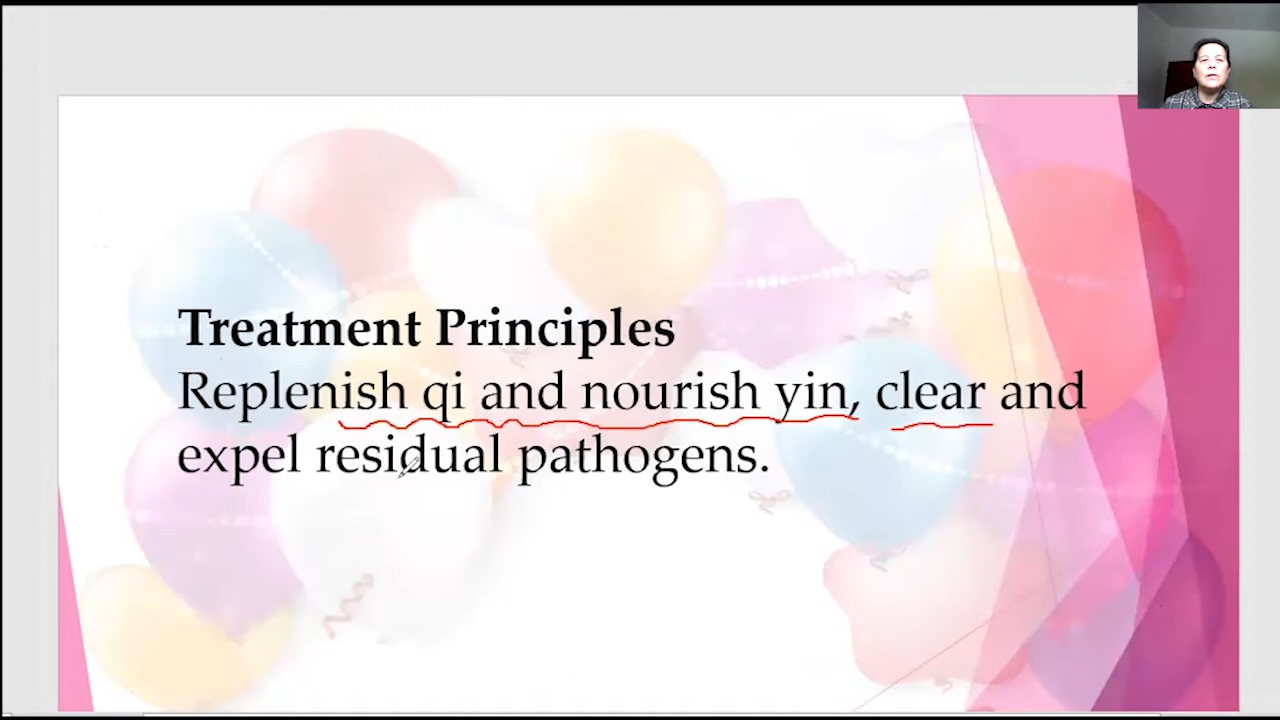 Treatment Principles
Replenish qi and nourish yin, clear and
expel residual pathogens.